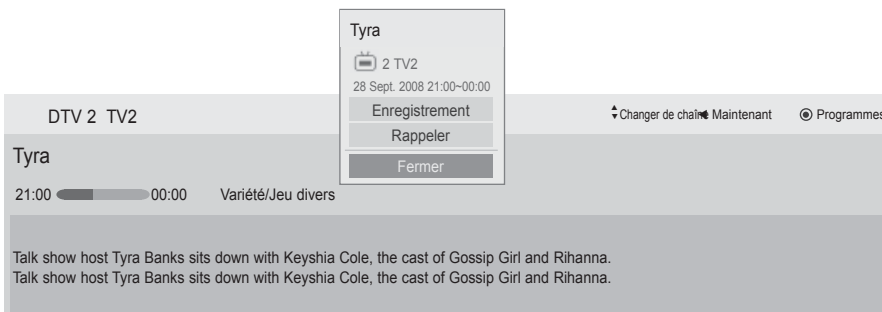 Tyra
2 TV2
28 Sept. 2008 21:00~00:00
Enregistrement
Rappeler
Fermer
DTV 2 TV2
Changer de chaîne Maintenant Programmes
Tyra
21:00 00:00 Variété/Jeu divers
Talk show host Tyra Banks sits down with Keyshia Cole, the cast of Gossip Girl and Rihanna.
Talk show host Tyra Banks sits down with Keyshia Cole, the cast of Gossip Girl and Rihanna.